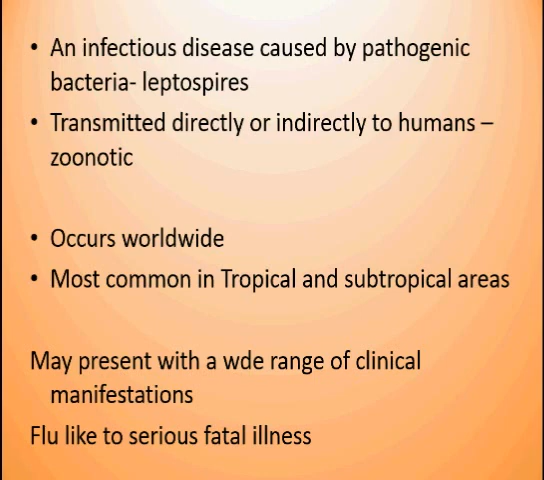 • An infectious disease caused by pathogenic
bacteria- leptospires
• Transmitted directly or indirectly to humans –
zoonotic
• Occurs worldwide
• Most common in Tropical and subtropical areas
May present with a wde range of clinical
manifestations
Flu like to serious fatal illness